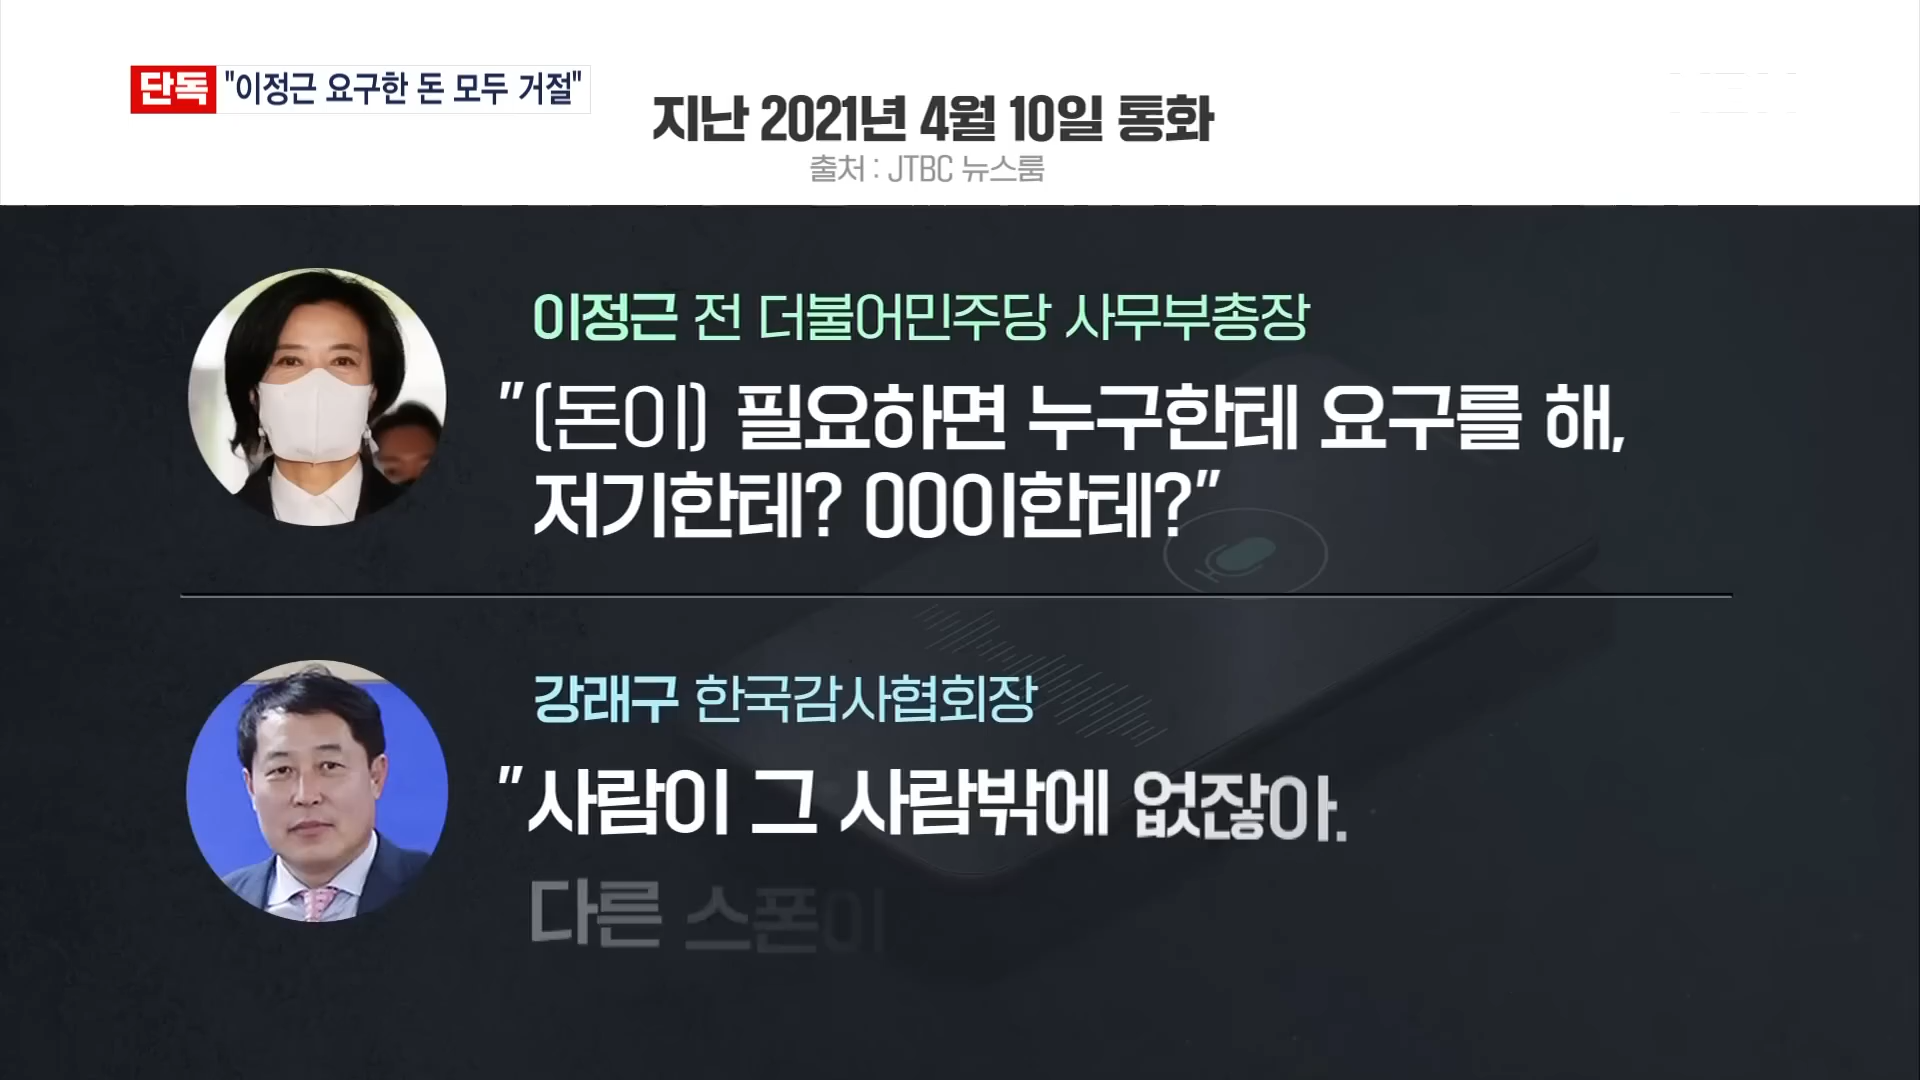 단독 "이정근 요구한 돈 모두 거절"
지난 2021년 4월 10일 통화
출처 : JTBC 뉴스룸
이정근 전 더불어민주당 사무부총장
"(돈이) 필요하면 누구한테 요구를 해,
저기한테? OOO이한테?"
강래구 한국감사협회장
"사람이 그 사람밖에 없잖아.
다른 스폰이